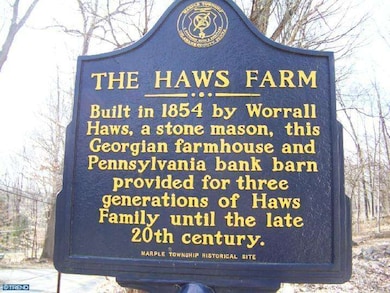 THE HAWS FARM
Built in 1854 by Worrall
Haws, a stone mason, this
Georgian farmhouse and
Pennsylvania bank barn
provided for three
generations of Haws
Family until the late
20th century.
MARPLE TOWNSHIP HISTORICAL SITE